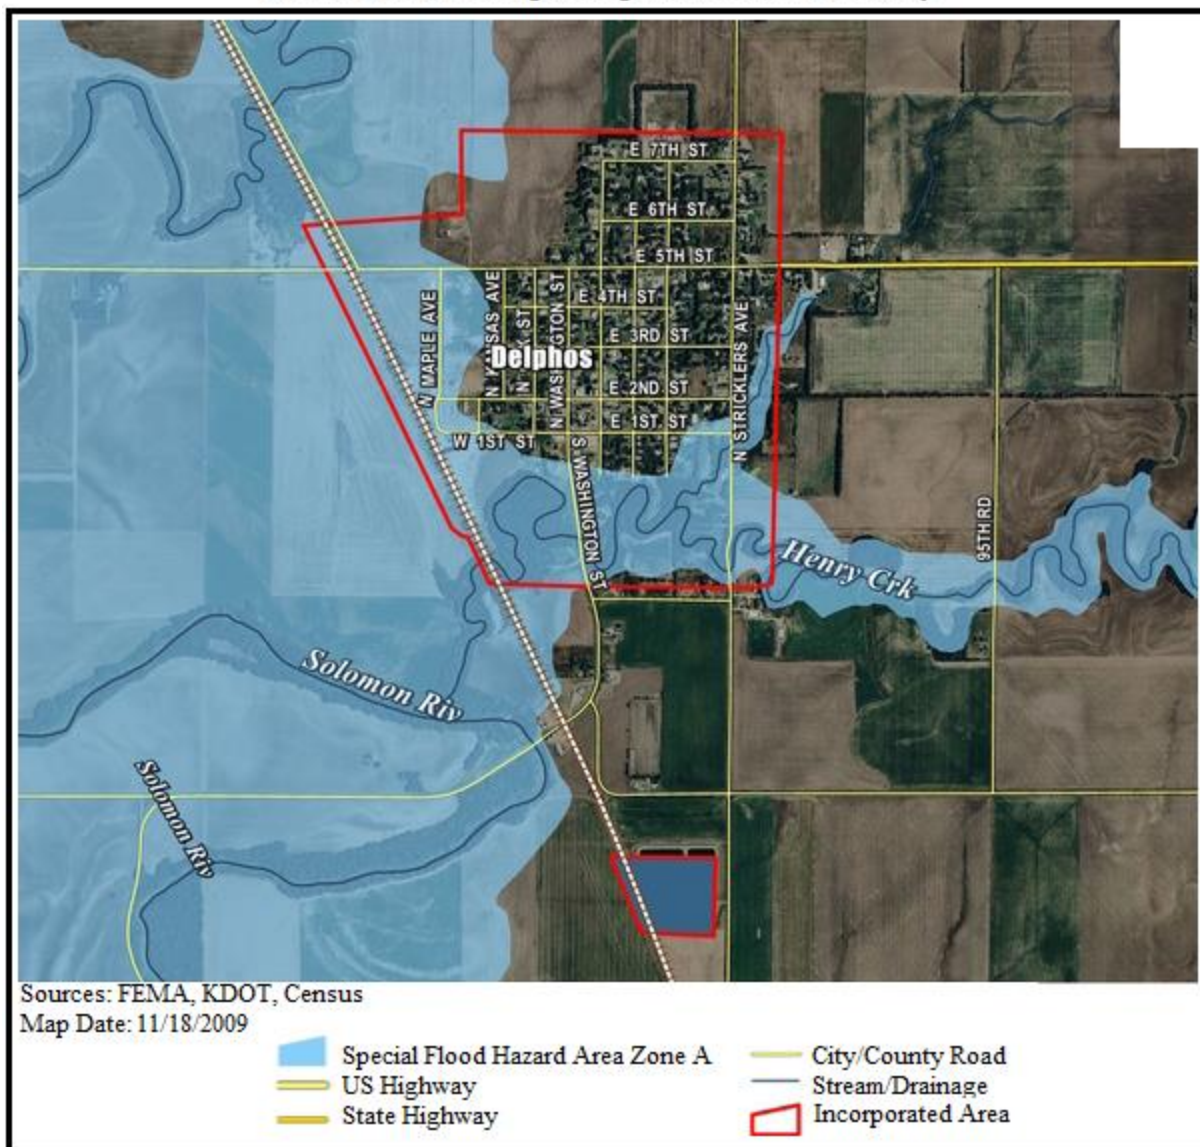 E 7TH ST
E 6TH ST
E 5TH ST
N MAPLE AVE
N KANSAS AVE
N WASHINGTON ST
E 4TH ST
E 3RD ST
N STRICKLERS AVE
Delphos
E 2ND ST
E 1ST ST
W 1ST ST
S WASHINGTON ST
95TH RD
Henry Crk
Solomon Riv
Solomon Riv
Sources: FEMA, KDOT, Census
Map Date: 11/18/2009
Special Flood Hazard Area Zone A
US Highway
State Highway
City/County Road
Stream/Drainage
Incorporated Area